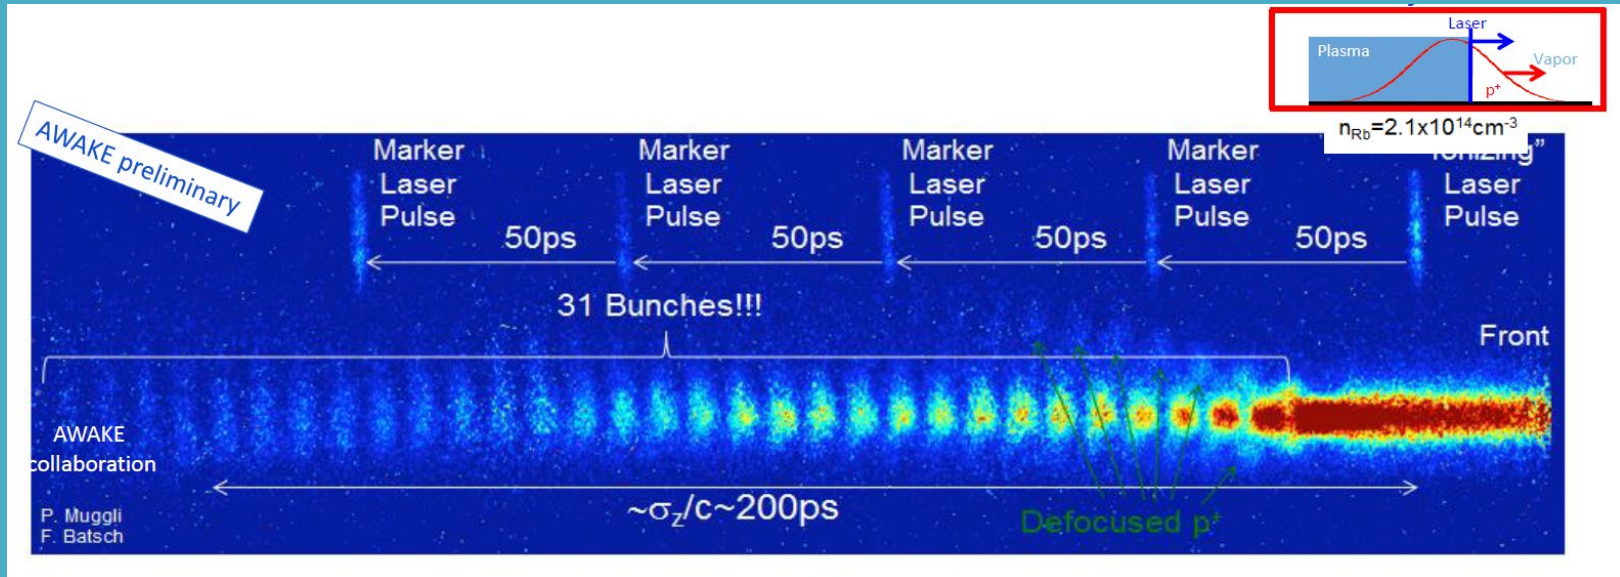 Laser
Plasma
Vapor
p+
nRb=2.1x10^14cm-3
AWAKE preliminary
Marker
Laser
Pulse
Marker
Laser
Pulse
Marker
Laser
Pulse
Marker
Laser
Pulse
Laser
Pulse
50ps
50ps
50ps
50ps
31 Bunches!!!
Front
AWAKE
collaboration
~σz/c~200ps
Defocused p+
P. Muggli
F. Batsch